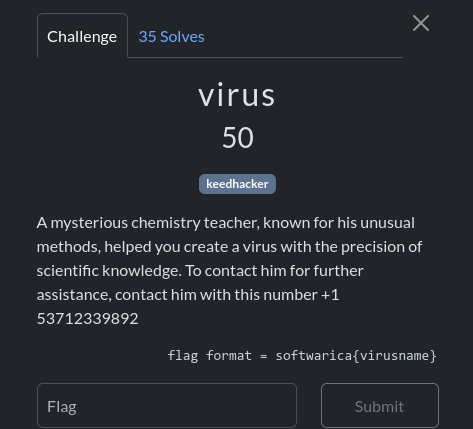 Challenge
35 Solves
virus
50
keedhacker
A mysterious chemistry teacher, known for his unusual
methods, helped you create a virus with the precision of
scientific knowledge. To contact him for further
assistance, contact him with this number +1
53712339892
flag format = softwarica{virusname}
Flag
Submit